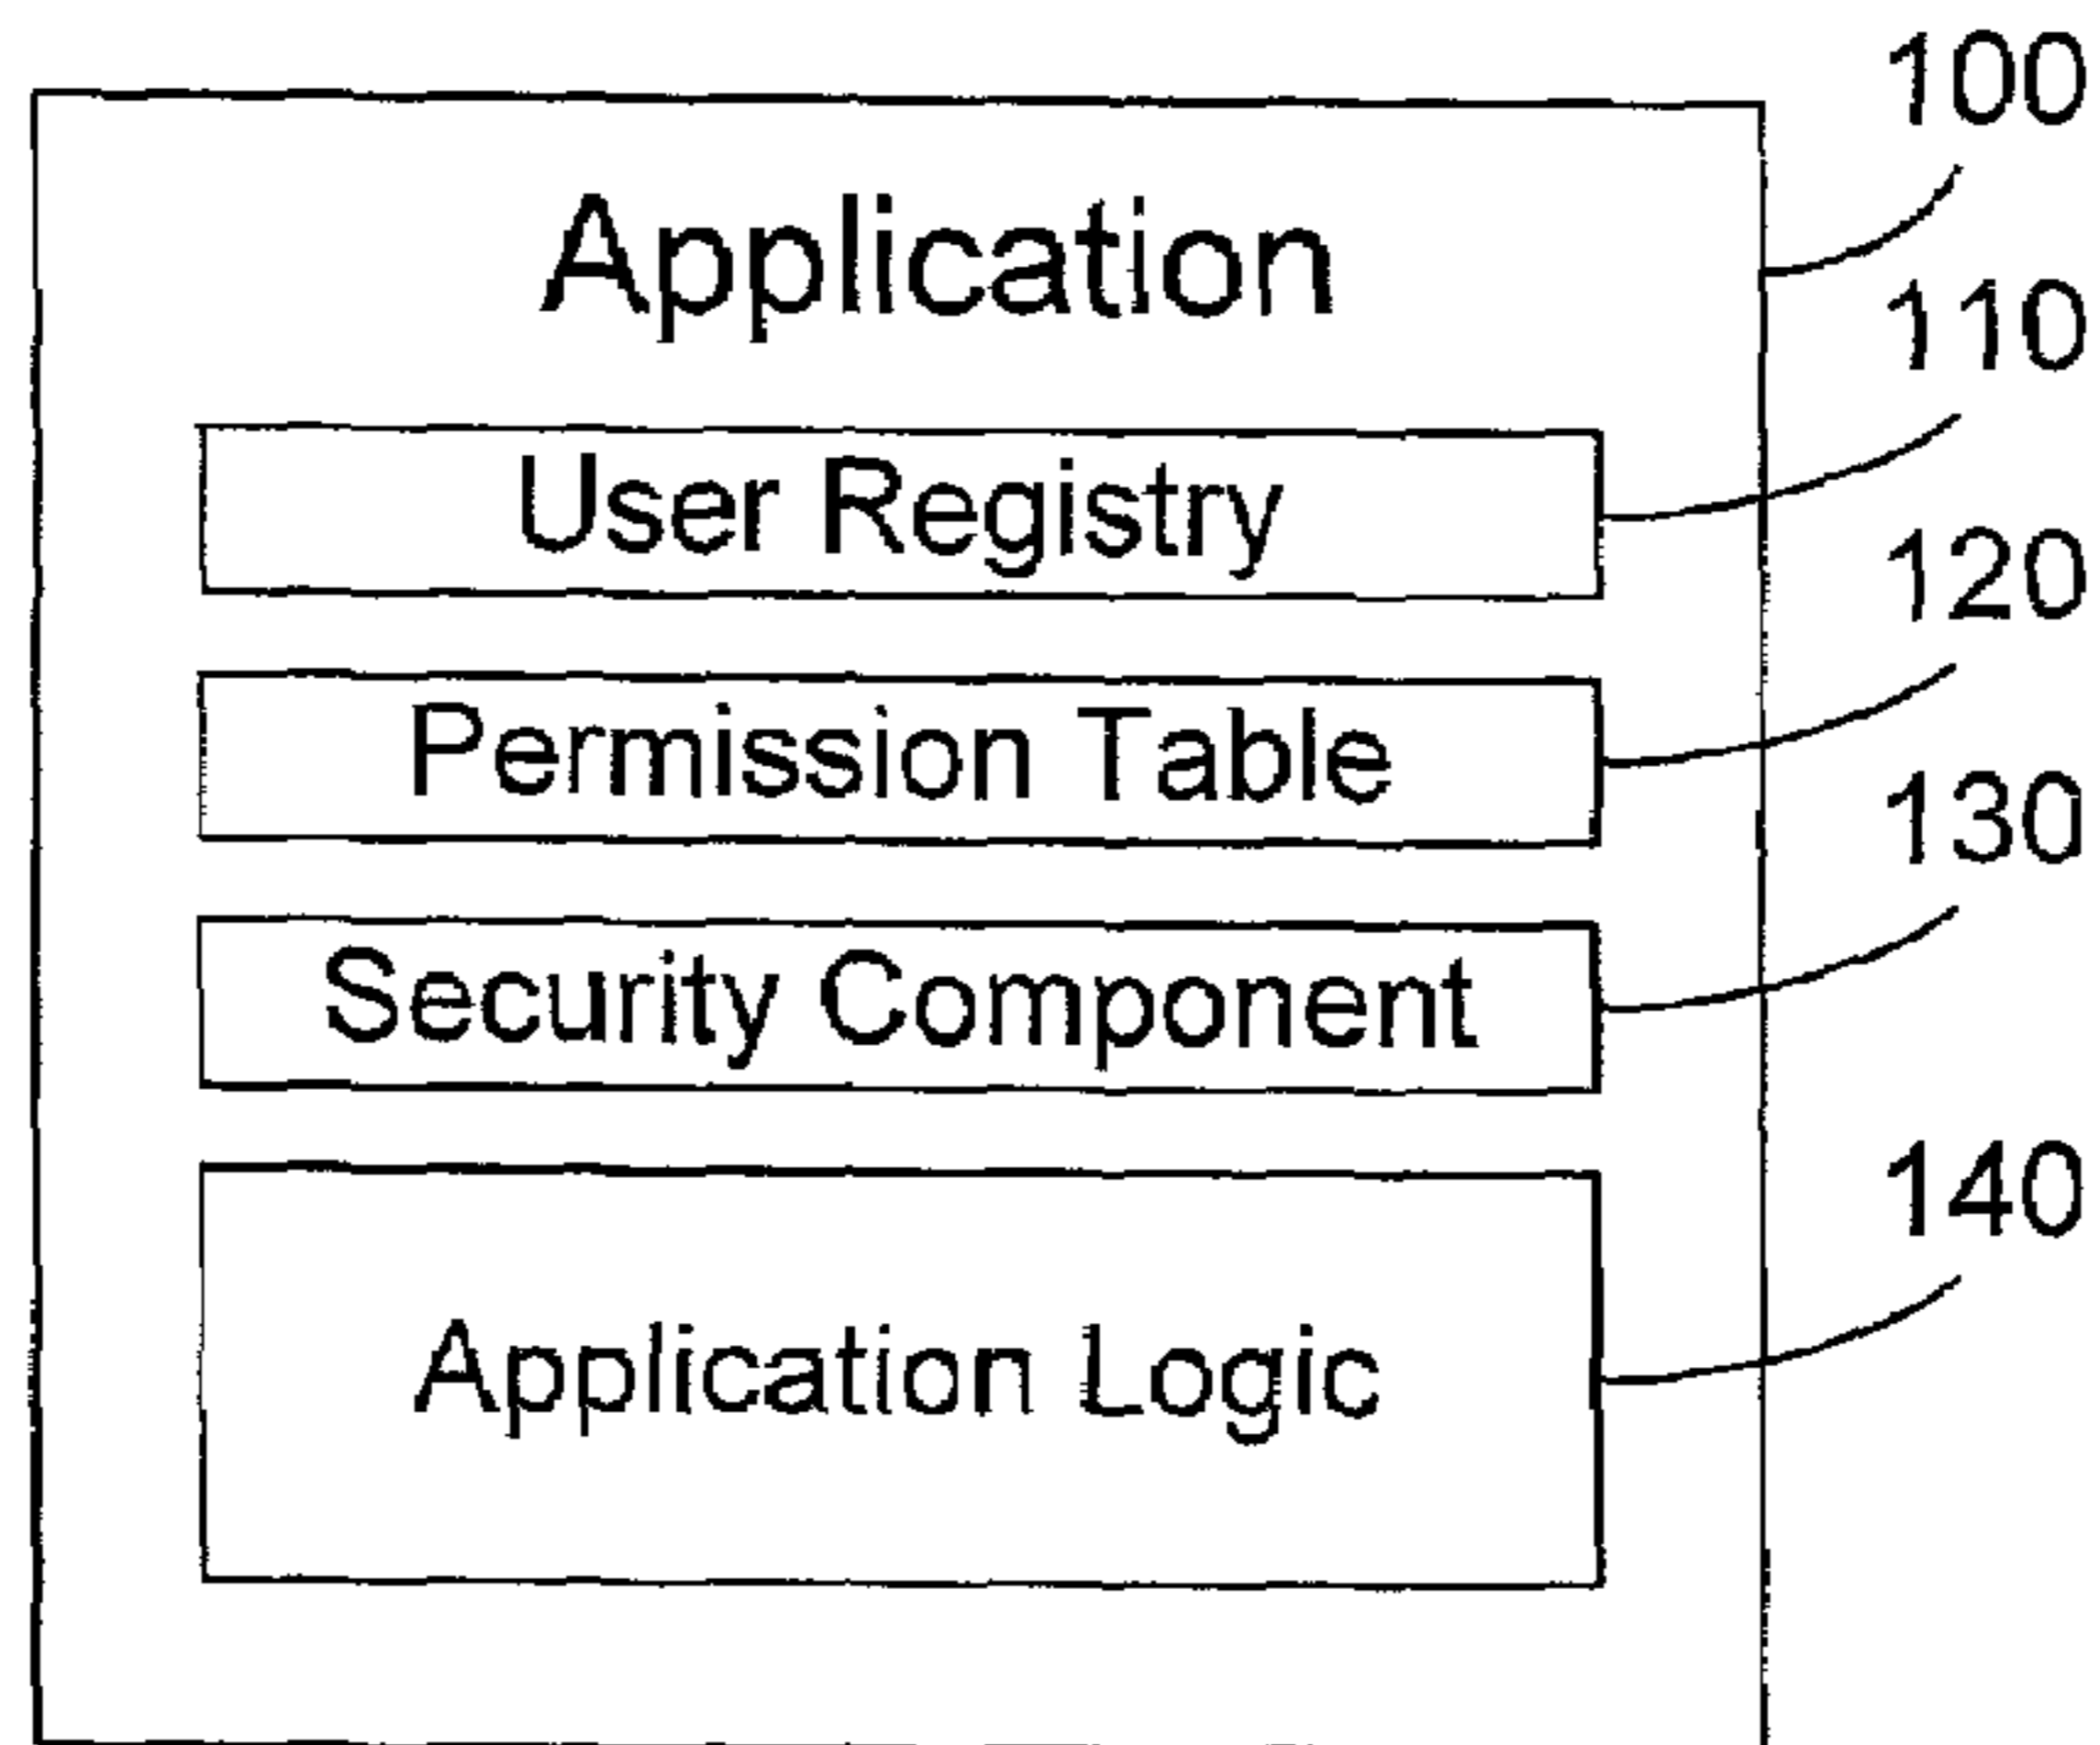 100
Application
110
User Registry
120
Permission Table
130
Security Component
140
Application Logic